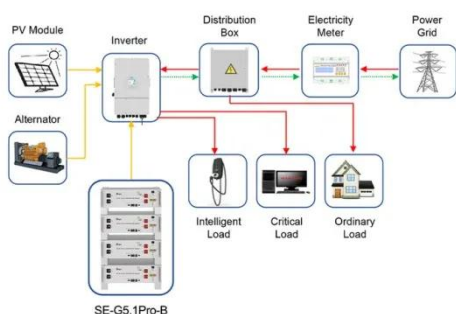 PV Module
Inverter
Distribution
Box
Electricity
Meter
Power
Grid
Alternator
Intelligent
Load
Critical
Load
Ordinary
Load
SE-G5.1Pro-B